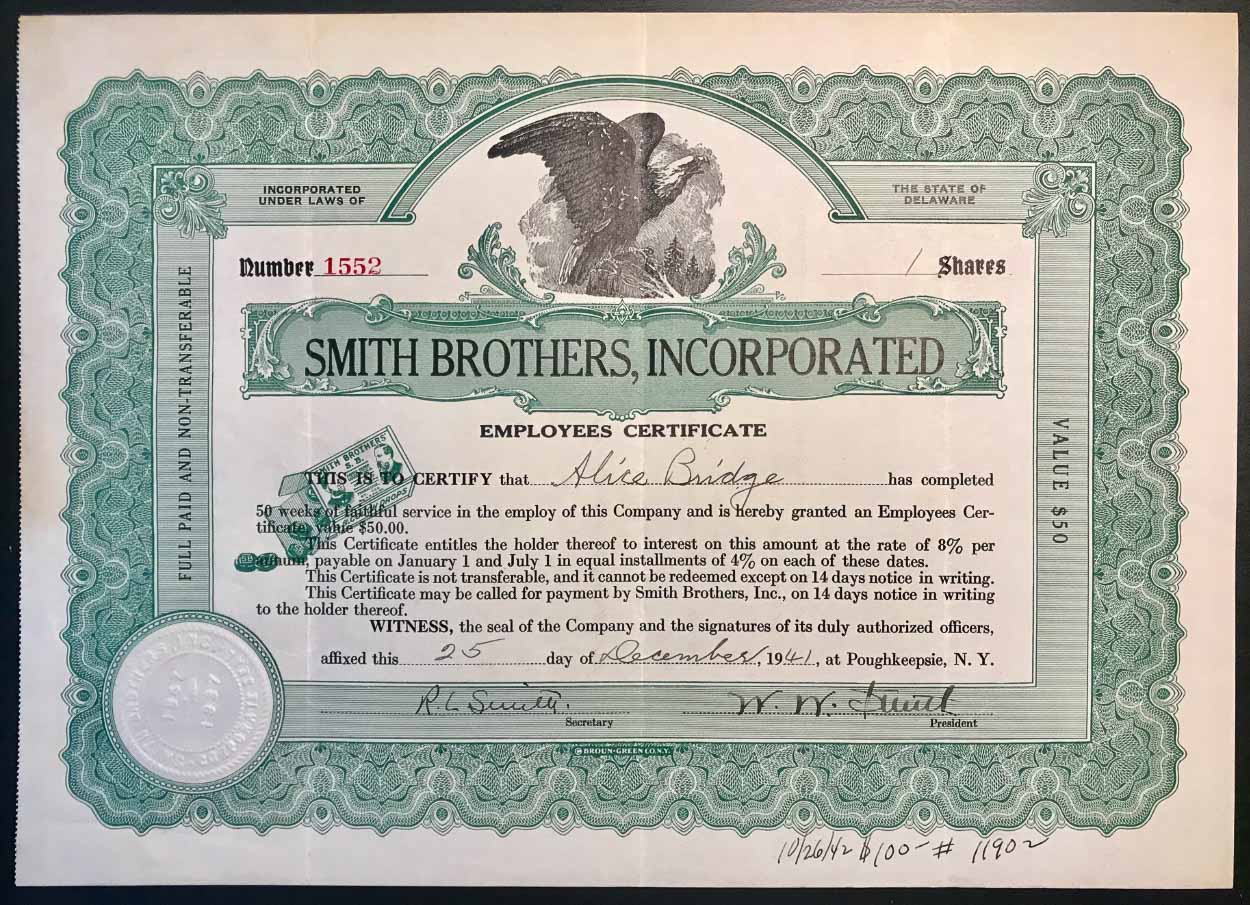 INCORPORATED
UNDER LAWS OF
THE STATE OF
DELAWARE
Number 1552
1 Shares
FULL PAID AND NON-TRANSFERABLE
VALUE $50
SMITH BROTHERS, INCORPORATED
EMPLOYEES CERTIFICATE
SMITH BROTHERS
S.B.
DROPS
THIS IS TO CERTIFY that Alice Bridge has completed
50 weeks of faithful service in the employ of this Company and is hereby granted an Employees Cer-
tificate, Value $50.00.
This Certificate entitles the holder thereof to interest on this amount at the rate of 8% per
annum, payable on January 1 and July 1 in equal installments of 4% on each of these dates.
This Certificate is not transferable, and it cannot be redeemed except on 14 days notice in writing.
This Certificate may be called for payment by Smith Brothers, Inc., on 14 days notice in writing
to the holder thereof.
WITNESS, the seal of the Company and the signatures of its duly authorized officers,
affixed this 25 day of December, 1941, at Poughkeepsie, N. Y.
R. L. Smith.
Secretary
W. W. Smith
President
© BROUN-GREEN CO. N.Y.
10/26/42 $100- # 11902